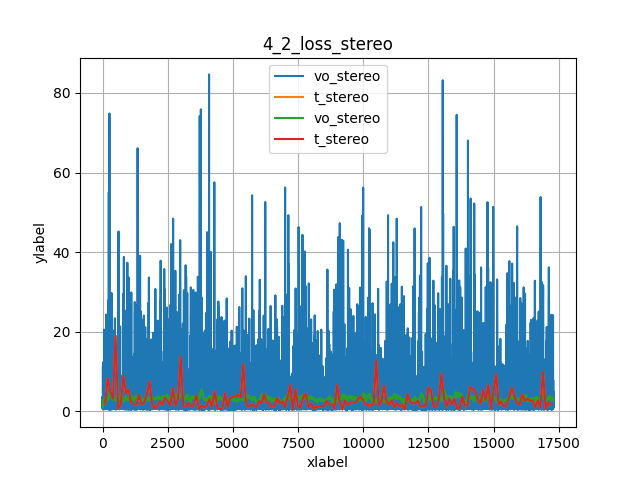 4_2_loss_stereo
vo_stereo
t_stereo
vo_stereo
t_stereo
ylabel
80
60
40
20
0
0 2500 5000 7500 10000 12500 15000 17500
xlabel